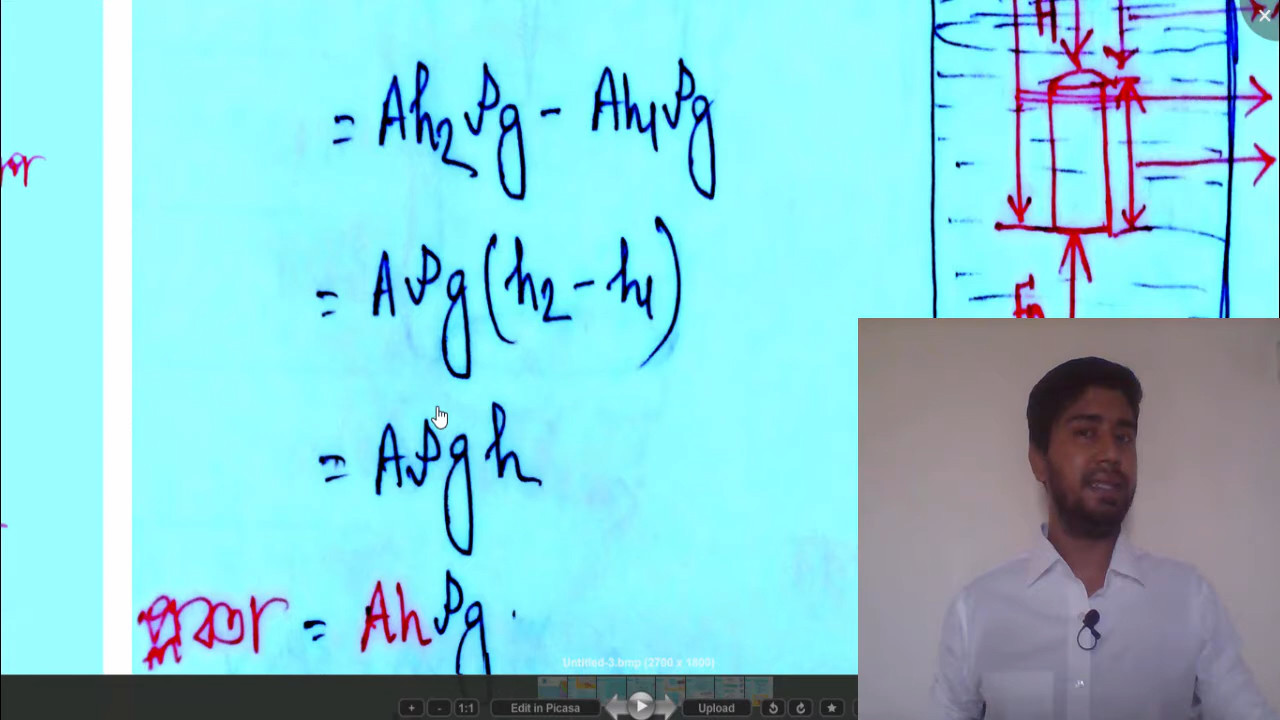 = Ah₂ρg - Ah₁ρg
= Aρg(h₂ - h₁)
= Aρgh
প্লবতা = Ahρg
H
Untitled-3.bmp (2700 x 1800)
+ - 1:1 Edit in Picasa Upload